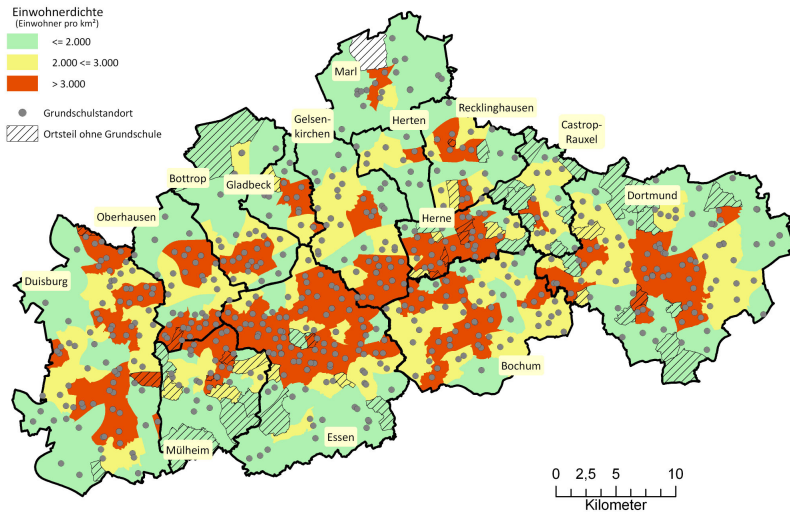 Einwohnerdichte
(Einwohner pro km²)
<= 2.000
2.000 <= 3.000
> 3.000
Grundschulstandort
Ortsteil ohne Grundschule
Marl
Recklinghausen
Gelsen-
kirchen
Herten
Castrop-
Rauxel
Bottrop
Gladbeck
Dortmund
Oberhausen
Herne
Duisburg
Bochum
Mülheim
Essen
0 2,5 5 10
Kilometer